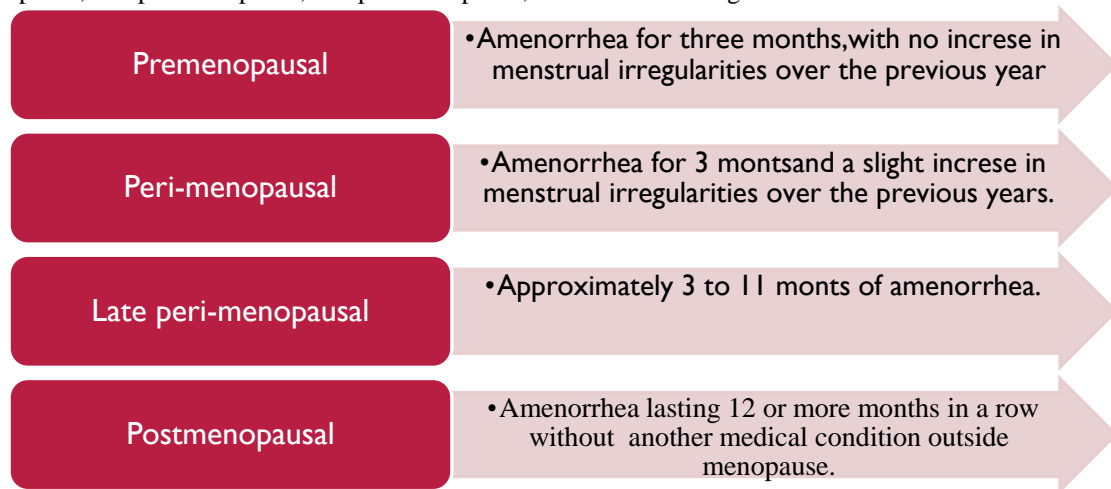 Premenopausal
•Amenorrhea for three months,with no increse in
menstrual irregularities over the previous year
Peri-menopausal
•Amenorrhea for 3 montsand a slight increse in
menstrual irregularities over the previous years.
Late peri-menopausal
•Approximately 3 to 11 monts of amenorrhea.
Postmenopausal
•Amenorrhea lasting 12 or more months in a row
without another medical condition outside
menopause.